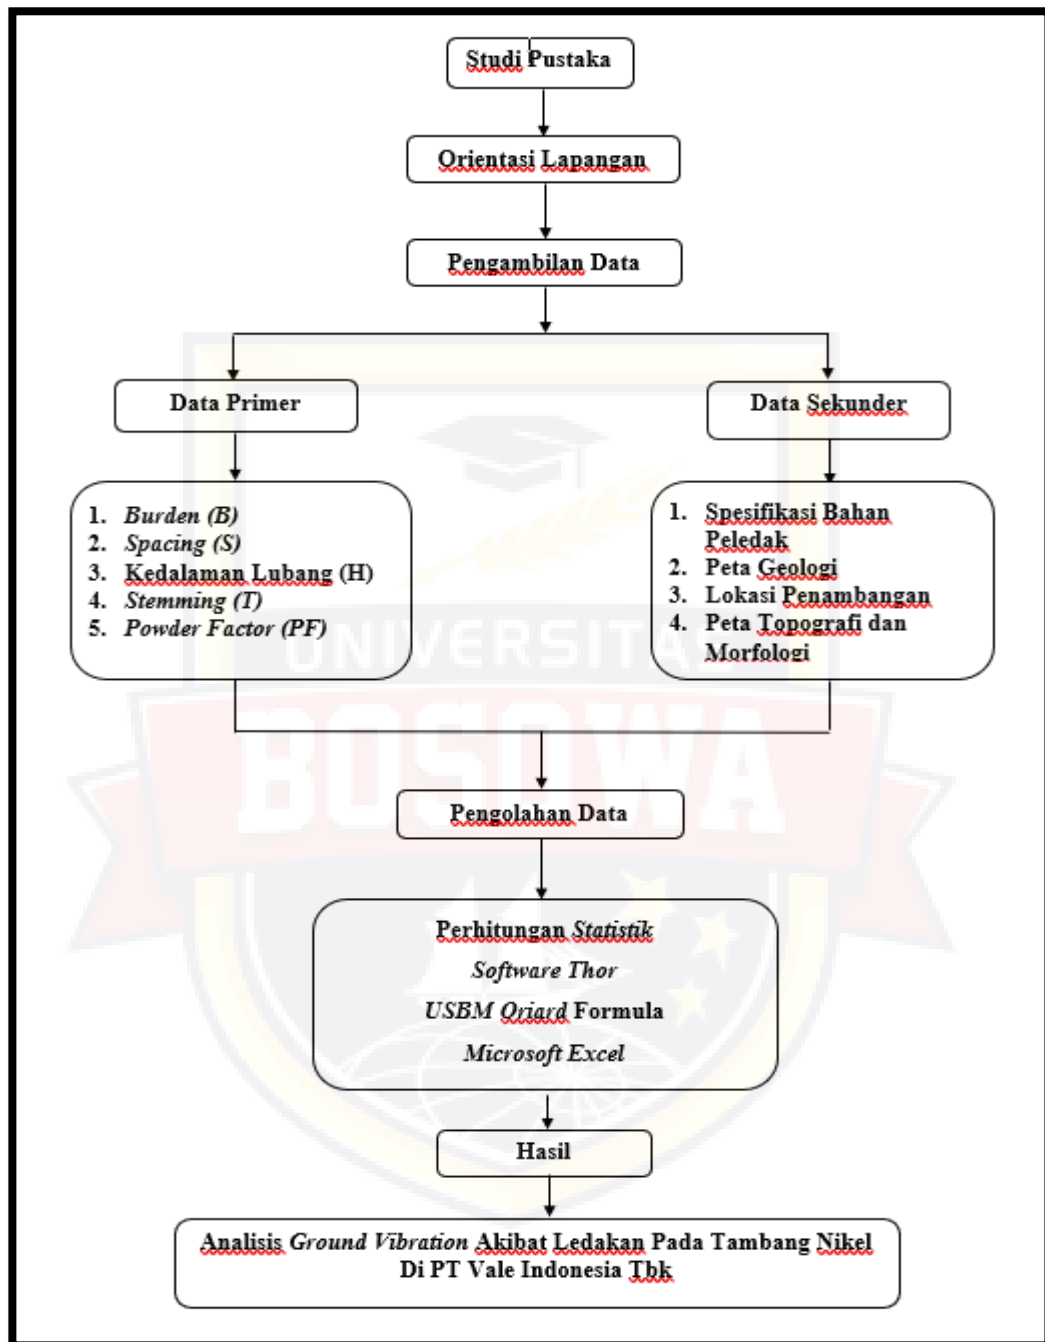 Studi Pustaka
Orientasi Lapangan
Pengambilan Data
Data Primer
Data Sekunder
1. Burden (B)
2. Spacing (S)
3. Kedalaman Lubang (H)
4. Stemming (T)
5. Powder Factor (PF)
1. Spesifikasi Bahan
Peledak
2. Peta Geologi
3. Lokasi Penambangan
4. Peta Topografi dan
Morfologi
UNIVERSITAS
BOSOWA
Pengolahan Data
Perhitungan Statistik
Software Thor
USBM Oriard Formula
Microsoft Excel
Hasil
Analisis Ground Vibration Akibat Ledakan Pada Tambang Nikel
Di PT Vale Indonesia Tbk